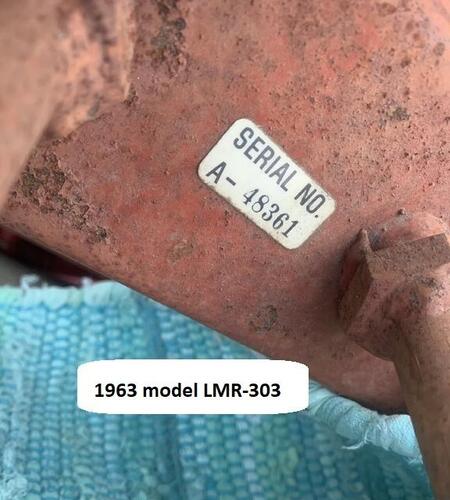 SERIAL NO.
A- 48361
1963 model LMR-303